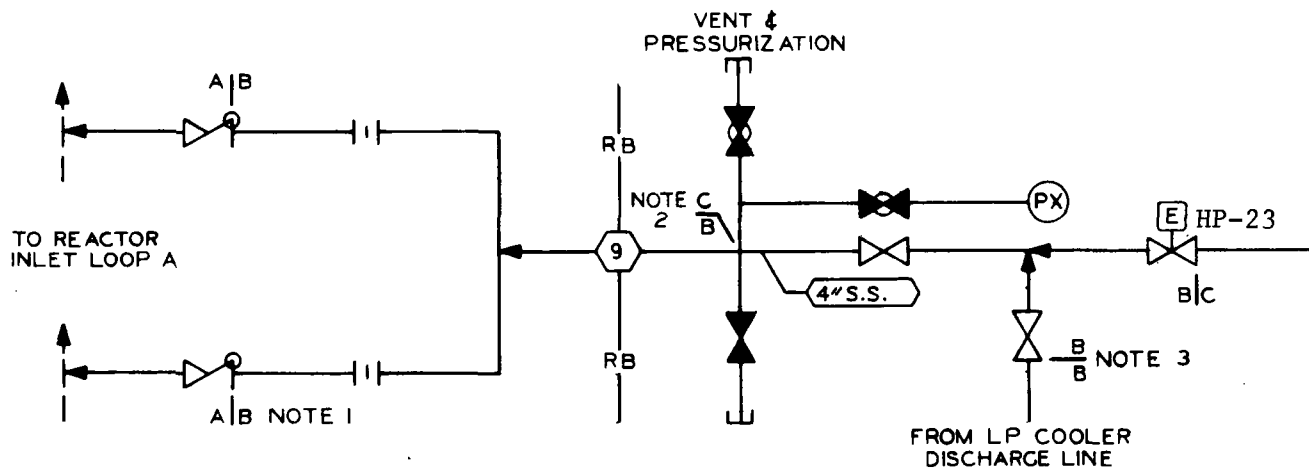 VENT &
PRESSURIZATION
A|B
RB
NOTE 2 C/B
PX
E HP-23
TO REACTOR
INLET LOOP A
9
4" S.S.
B|C
RB
B/B NOTE 3
A|B NOTE 1
FROM LP COOLER
DISCHARGE LINE